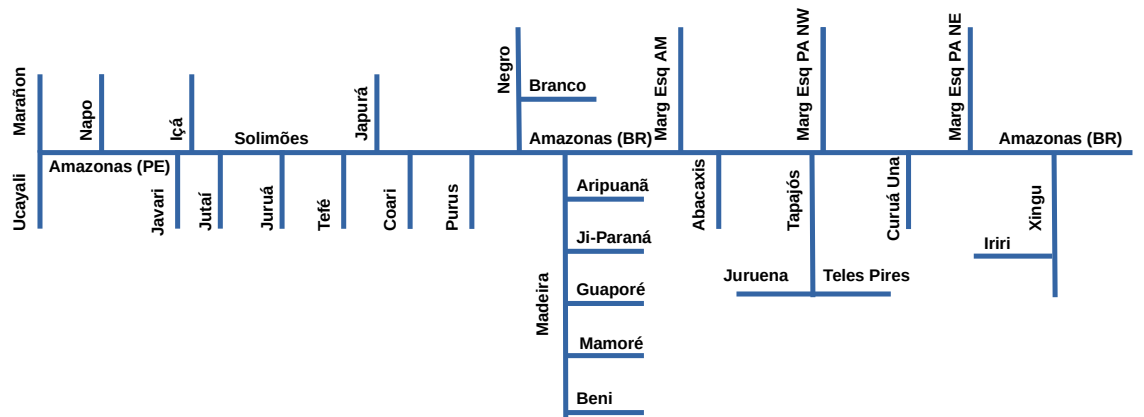 Marañon
Napo
Içá
Solimões
Japurá
Negro
Branco
Amazonas (BR)
Marg Esq AM
Marg Esq PA NW
Marg Esq PA NE
Amazonas (BR)
Amazonas (PE)
Ucayali
Javari
Jutaí
Juruá
Tefé
Coari
Purus
Madeira
Aripuanã
Ji-Paraná
Guaporé
Mamoré
Beni
Abacaxis
Tapajós
Juruena
Teles Pires
Curuá Una
Iriri
Xingu